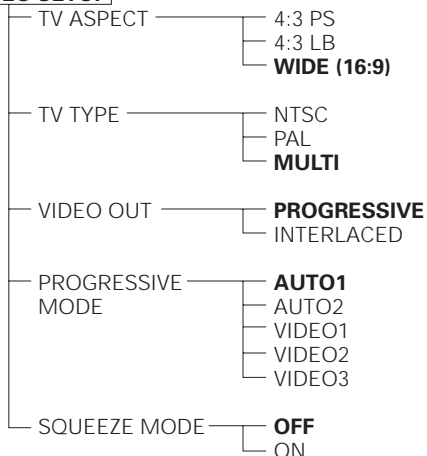 TV ASPECT 4:3 PS
4:3 LB
WIDE (16:9)
TV TYPE NTSC
PAL
MULTI
VIDEO OUT PROGRESSIVE
INTERLACED
PROGRESSIVE AUTO1
MODE AUTO2
VIDEO1
VIDEO2
VIDEO3
SQUEEZE MODE OFF
ON